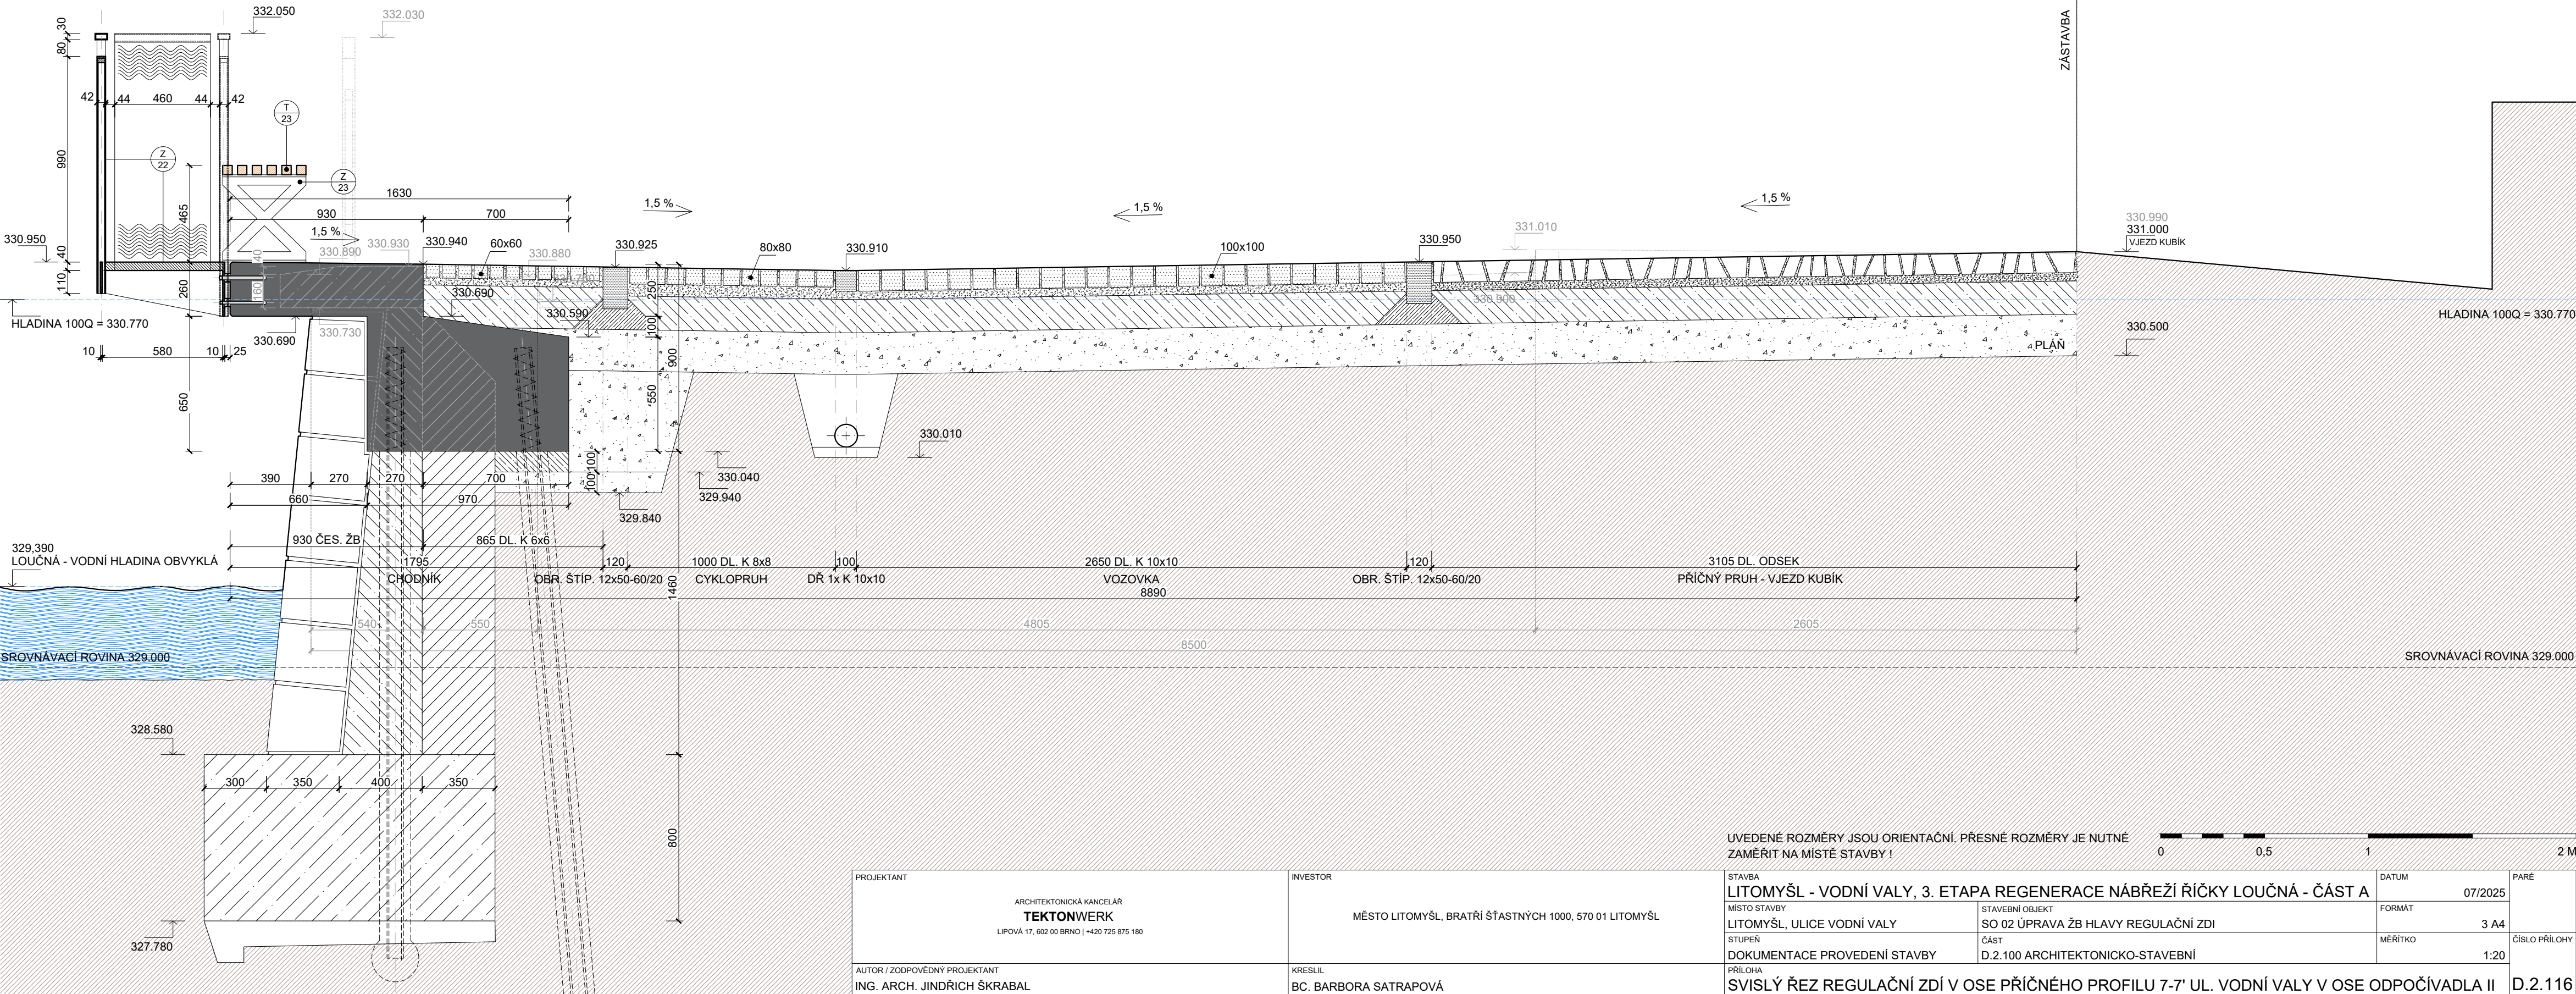 332.050
332.030
ZÁSTAVBA
30
80
42
44
460
44
42
T
23
990
Z
22
Z
23
465
1630
930
700
1,5 %
1,5 %
1,5 %
1,5 %
330.950
40
110
330.890
330.930
330.940
60x60
330.880
330.925
80x80
330.910
100x100
330.950
331.010
330.990
331.000
VJEZD KUBÍK
40
260
160
330.690
330.590
250
330.900
HLADINA 100Q = 330.770
HLADINA 100Q = 330.770
330.690
330.730
100
330.500
PLÁŇ
10
580
10
25
900
650
550
330.010
100
100
330.040
329.940
329.840
390
270
270
700
660
970
329,390
LOUČNÁ - VODNÍ HLADINA OBVYKLÁ
930 ČES. ŽB
865 DL. K 6x6
1795
CHODNÍK
120
OBR. ŠTÍP. 12x50-60/20
1000 DL. K 8x8
CYKLOPRUH
100
DŘ 1x K 10x10
2650 DL. K 10x10
VOZOVKA
120
OBR. ŠTÍP. 12x50-60/20
3105 DL. ODSEK
PŘÍČNÝ PRUH - VJEZD KUBÍK
8890
1460
540
550
4805
2605
8500
SROVNÁVACÍ ROVINA 329.000
SROVNÁVACÍ ROVINA 329.000
328.580
300
350
400
350
800
327.780
UVEDENÉ ROZMĚRY JSOU ORIENTAČNÍ. PŘESNÉ ROZMĚRY JE NUTNÉ
ZAMĚŘIT NA MÍSTĚ STAVBY !
0
0,5
1
2 M
PROJEKTANT
ARCHITEKTONICKÁ KANCELÁŘ
TEKTONWERK
LIPOVÁ 17, 602 00 BRNO | +420 725 875 180
INVESTOR
MĚSTO LITOMYŠL, BRATŘÍ ŠŤASTNÝCH 1000, 570 01 LITOMYŠL
STAVBA
LITOMYŠL - VODNÍ VALY, 3. ETAPA REGENERACE NÁBŘEŽÍ ŘÍČKY LOUČNÁ - ČÁST A
DATUM
07/2025
PARÉ
MÍSTO STAVBY
LITOMYŠL, ULICE VODNÍ VALY
STAVEBNÍ OBJEKT
SO 02 ÚPRAVA ŽB HLAVY REGULAČNÍ ZDI
FORMÁT
3 A4
STUPEŇ
DOKUMENTACE PROVEDENÍ STAVBY
ČÁST
D.2.100 ARCHITEKTONICKO-STAVEBNÍ
MĚŘÍTKO
1:20
ČÍSLO PŘÍLOHY
AUTOR / ZODPOVĚDNÝ PROJEKTANT
ING. ARCH. JINDŘICH ŠKRABAL
KRESLIL
BC. BARBORA SATRAPOVÁ
PŘÍLOHA
SVISLÝ ŘEZ REGULAČNÍ ZDÍ V OSE PŘÍČNÉHO PROFILU 7-7' UL. VODNÍ VALY V OSE ODPOČÍVADLA II
D.2.116